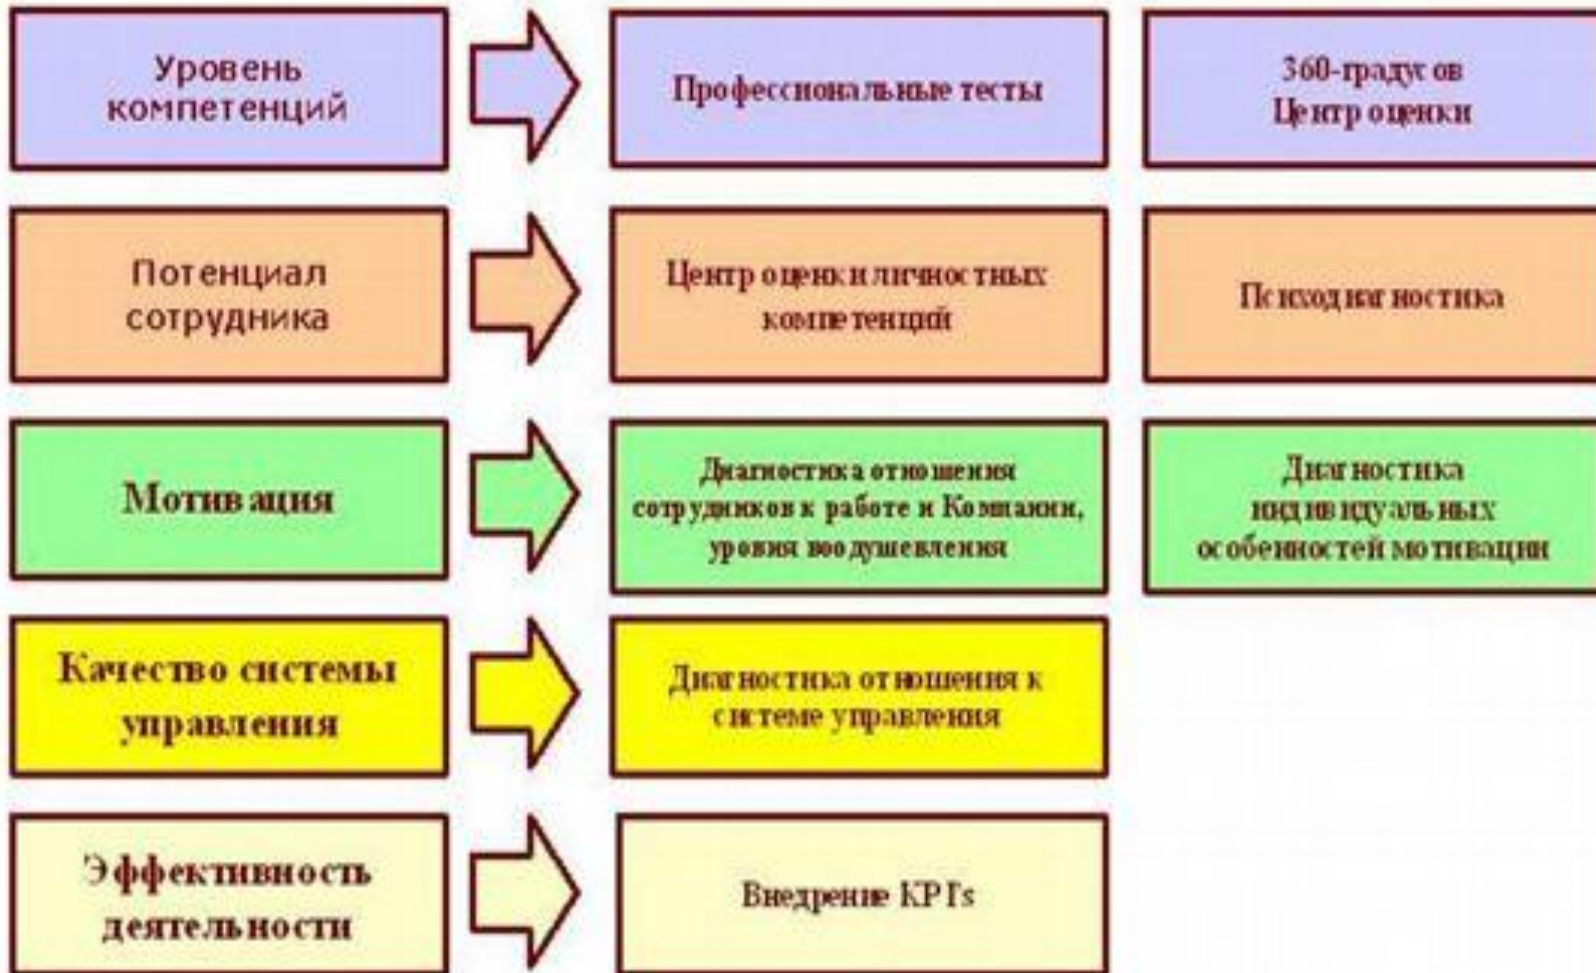 Уровень
компетенций
Профессиональные тесты
360-градусов
Центр оценки
Потенциал
сотрудника
Центр оценки личностных
компетенций
Психодиагностика
Мотивация
Диагностика отношения
сотрудников к работе и Компании,
уровня воодушевления
Диагностика
индивидуальных
особенностей мотивации
Качество системы
управления
Диагностика отношения к
системе управления
Эффективность
деятельности
Внедрение KPI's